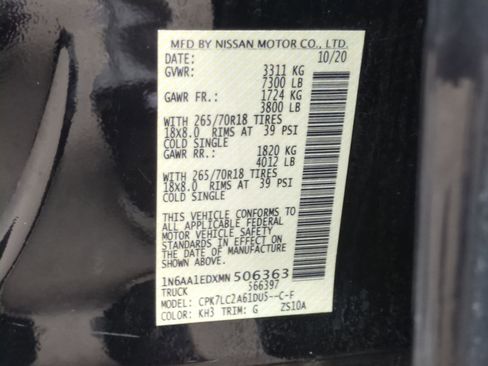 MFD BY NISSAN MOTOR CO., LTD.
DATE: 10/20
GVWR: 3311 KG
7300 LB
GAWR FR.: 1724 KG
3800 LB
WITH 265/70R18 TIRES
18X8.0 RIMS AT 39 PSI
COLD SINGLE
GAWR RR.: 1820 KG
4012 LB
WITH 265/70R18 TIRES
18X8.0 RIMS AT 39 PSI
COLD SINGLE
THIS VEHICLE CONFORMS TO
ALL APPLICABLE FEDERAL
MOTOR VEHICLE SAFETY
STANDARDS IN EFFECT ON
THE DATE OF MANUFACTURE
SHOWN ABOVE.
1N6AA1EDXMN506363
TRUCK 566397
MODEL: CPK7LC2A61DU5--C-F
COLOR: KH3 TRIM: G ZS10A